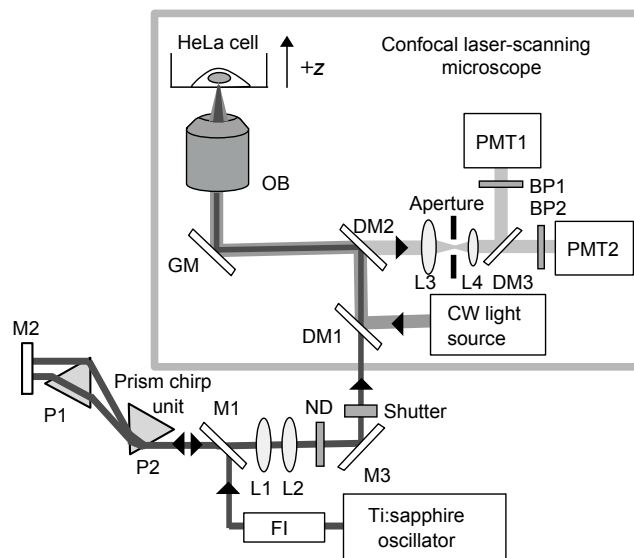 HeLa cell
+z
Confocal laser-scanning
microscope
PMT1
OB
BP1
Aperture
BP2
DM2
PMT2
GM
L3
L4
DM3
CW light
source
DM1
M2
Prism chirp
unit
P1
M1
ND
Shutter
P2
L1
L2
M3
FI
Ti:sapphire
oscillator